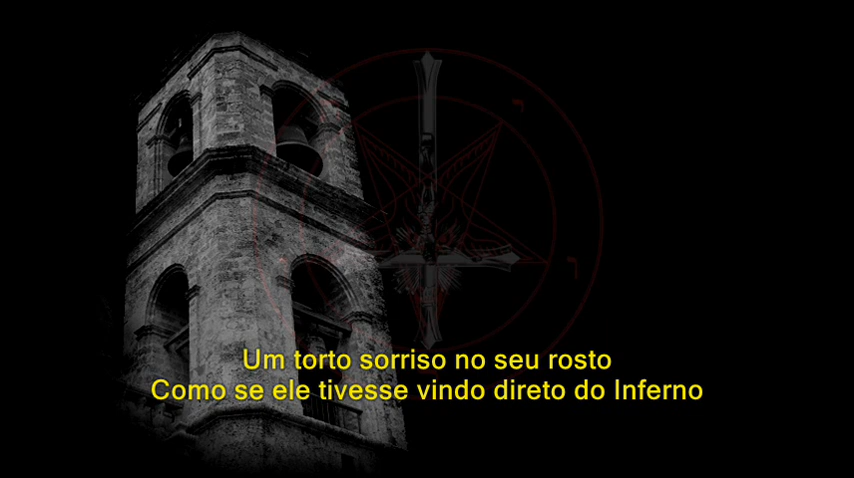 Um torto sorriso no seu rosto
Como se ele tivesse vindo direto do Inferno